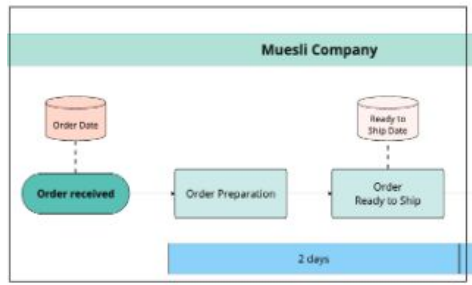 Muesli Company
Order Date
Ready to
Ship Date
Order received
Order Preparation
Order
Ready to Ship
2 days